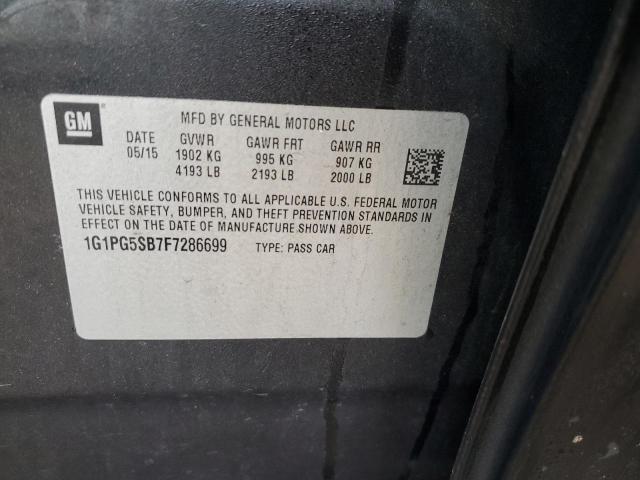 GM
MFD BY GENERAL MOTORS LLC
DATE GVWR GAWR FRT GAWR RR
05/15 1902 KG 995 KG 907 KG
4193 LB 2193 LB 2000 LB
THIS VEHICLE CONFORMS TO ALL APPLICABLE U.S. FEDERAL MOTOR
VEHICLE SAFETY, BUMPER, AND THEFT PREVENTION STANDARDS IN
EFFECT ON THE DATE OF MANUFACTURE SHOWN ABOVE.
1G1PG5SB7F7286699 TYPE: PASS CAR